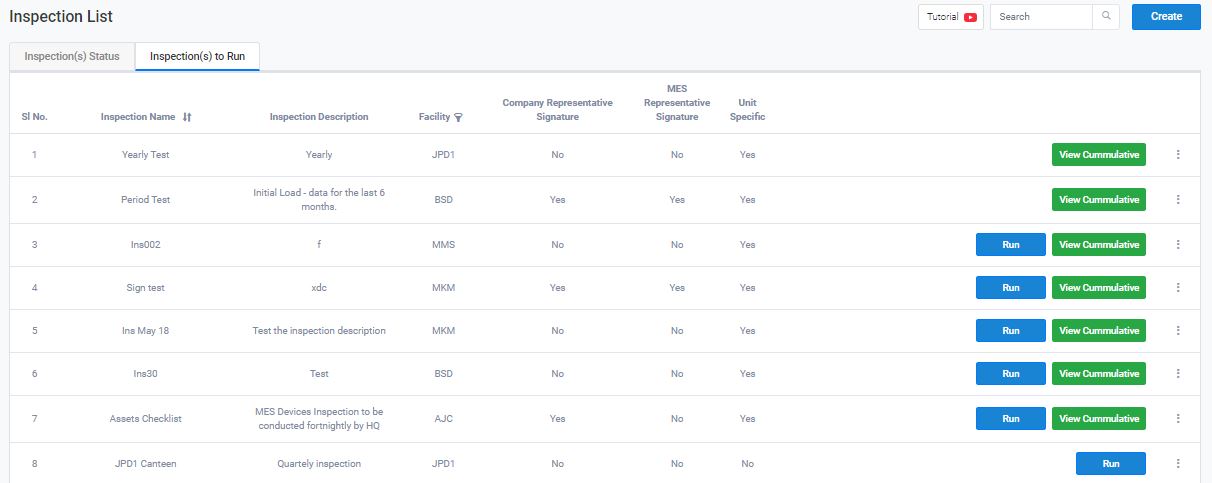 Inspection List
Tutorial Search Create
Inspection(s) Status Inspection(s) to Run
Sl No. Inspection Name Inspection Description Facility Company Representative Signature MES Representative Signature Unit Specific
1 Yearly Test Yearly JPD1 No No Yes View Cummulative
2 Period Test Initial Load - data for the last 6 months. BSD Yes Yes Yes View Cummulative
3 Ins002 f MMS No No Yes Run View Cummulative
4 Sign test xdc MKM Yes Yes Yes Run View Cummulative
5 Ins May 18 Test the inspection description MKM No No Yes Run View Cummulative
6 Ins30 Test BSD No No Yes Run View Cummulative
7 Assets Checklist MES Devices Inspection to be conducted fortnightly by HQ AJC Yes No Yes Run View Cummulative
8 JPD1 Canteen Quartely inspection JPD1 No No No Run